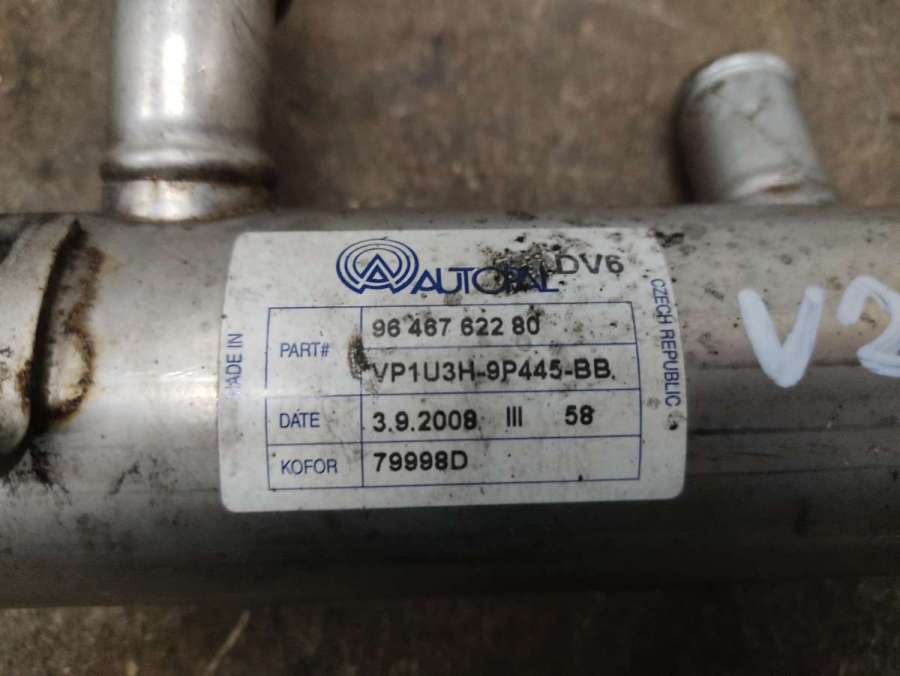 AUTOPAL DV6
MADE IN
PART#
96 467 622 80
VP1U3H-9P445-BB
DATE
3.9.2008 III 58
KOFOR
79998D
CZECH REPUBLIC
V2